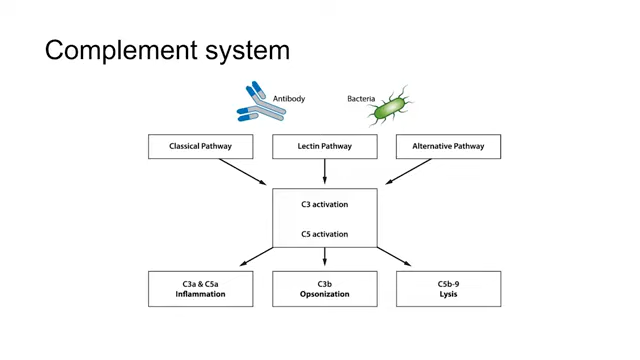 Complement system
Antibody
Bacteria
Classical Pathway
Lectin Pathway
Alternative Pathway
C3 activation
C5 activation
C3a & C5a
Inflammation
C3b
Opsonization
C5b-9
Lysis